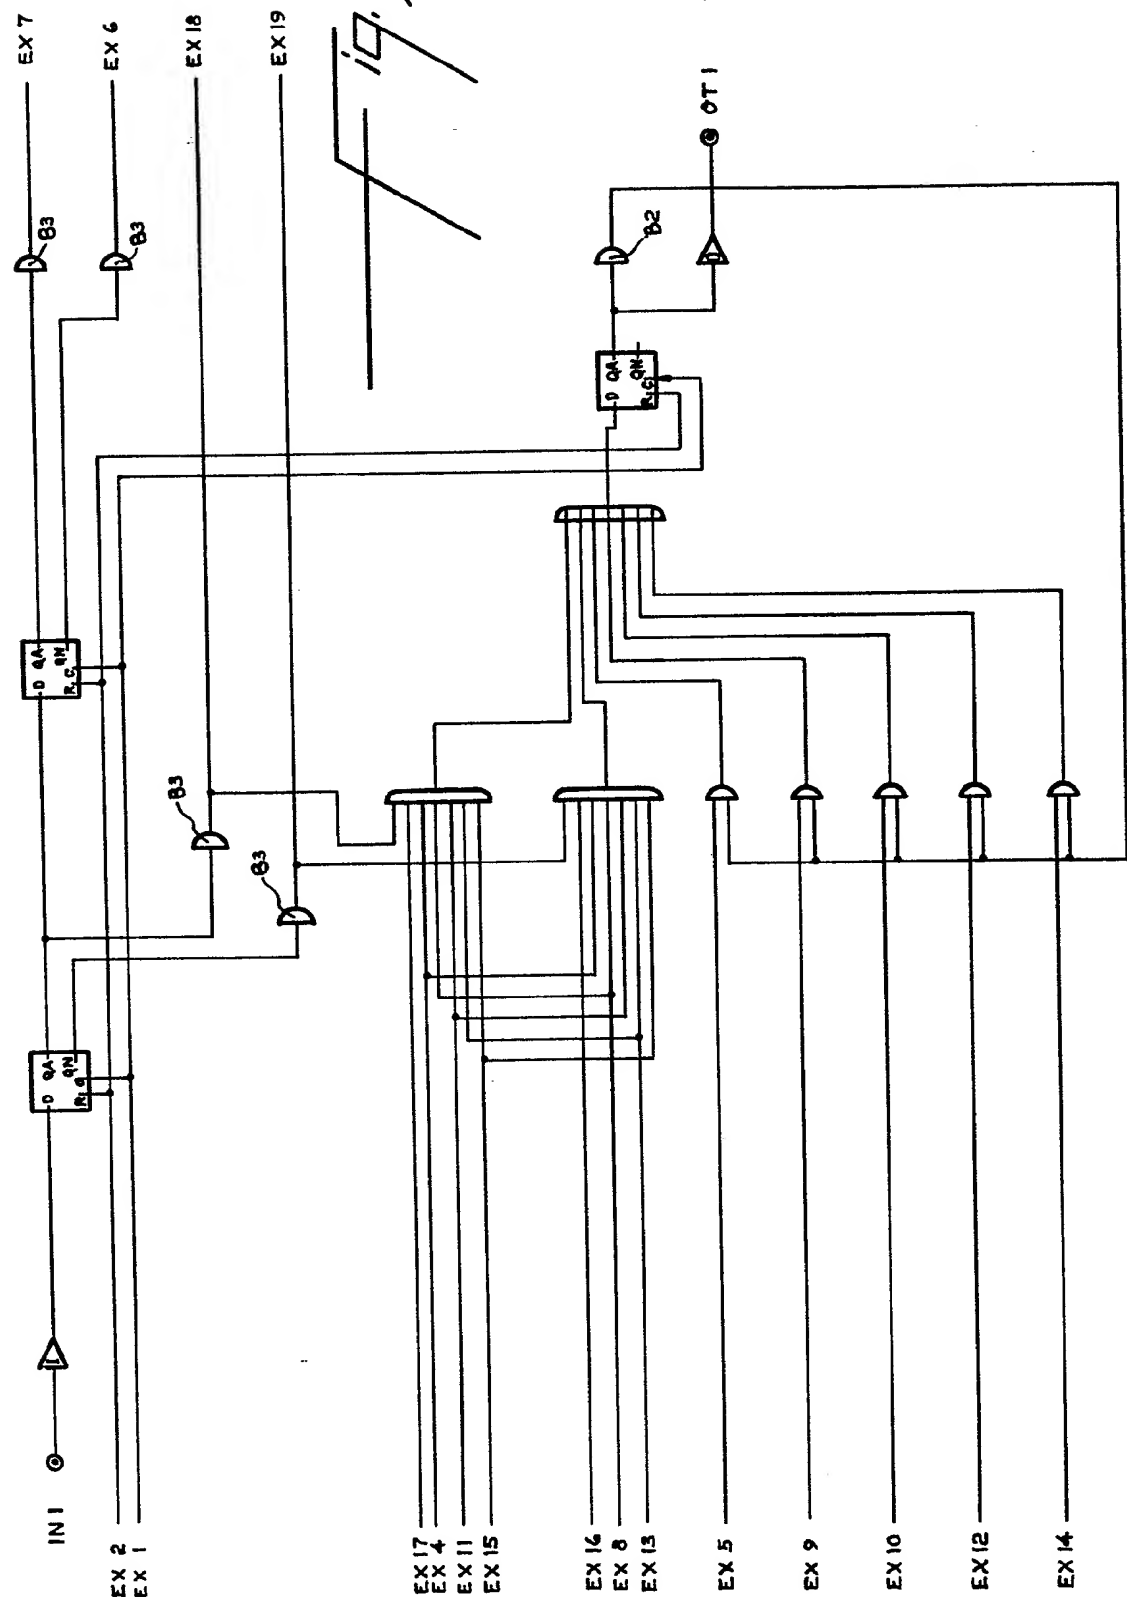 EX 7
EX 6
EX 18
EX 19
Fig.
B3
B3
OT 1
B2
D QA
QN
R C
D QA
QN
R C
B3
B3
D QA
QN
R
IN 1
EX 2
EX 1
EX 17
EX 4
EX 11
EX 15
EX 16
EX 8
EX 13
EX 5
EX 9
EX 10
EX 12
EX 14